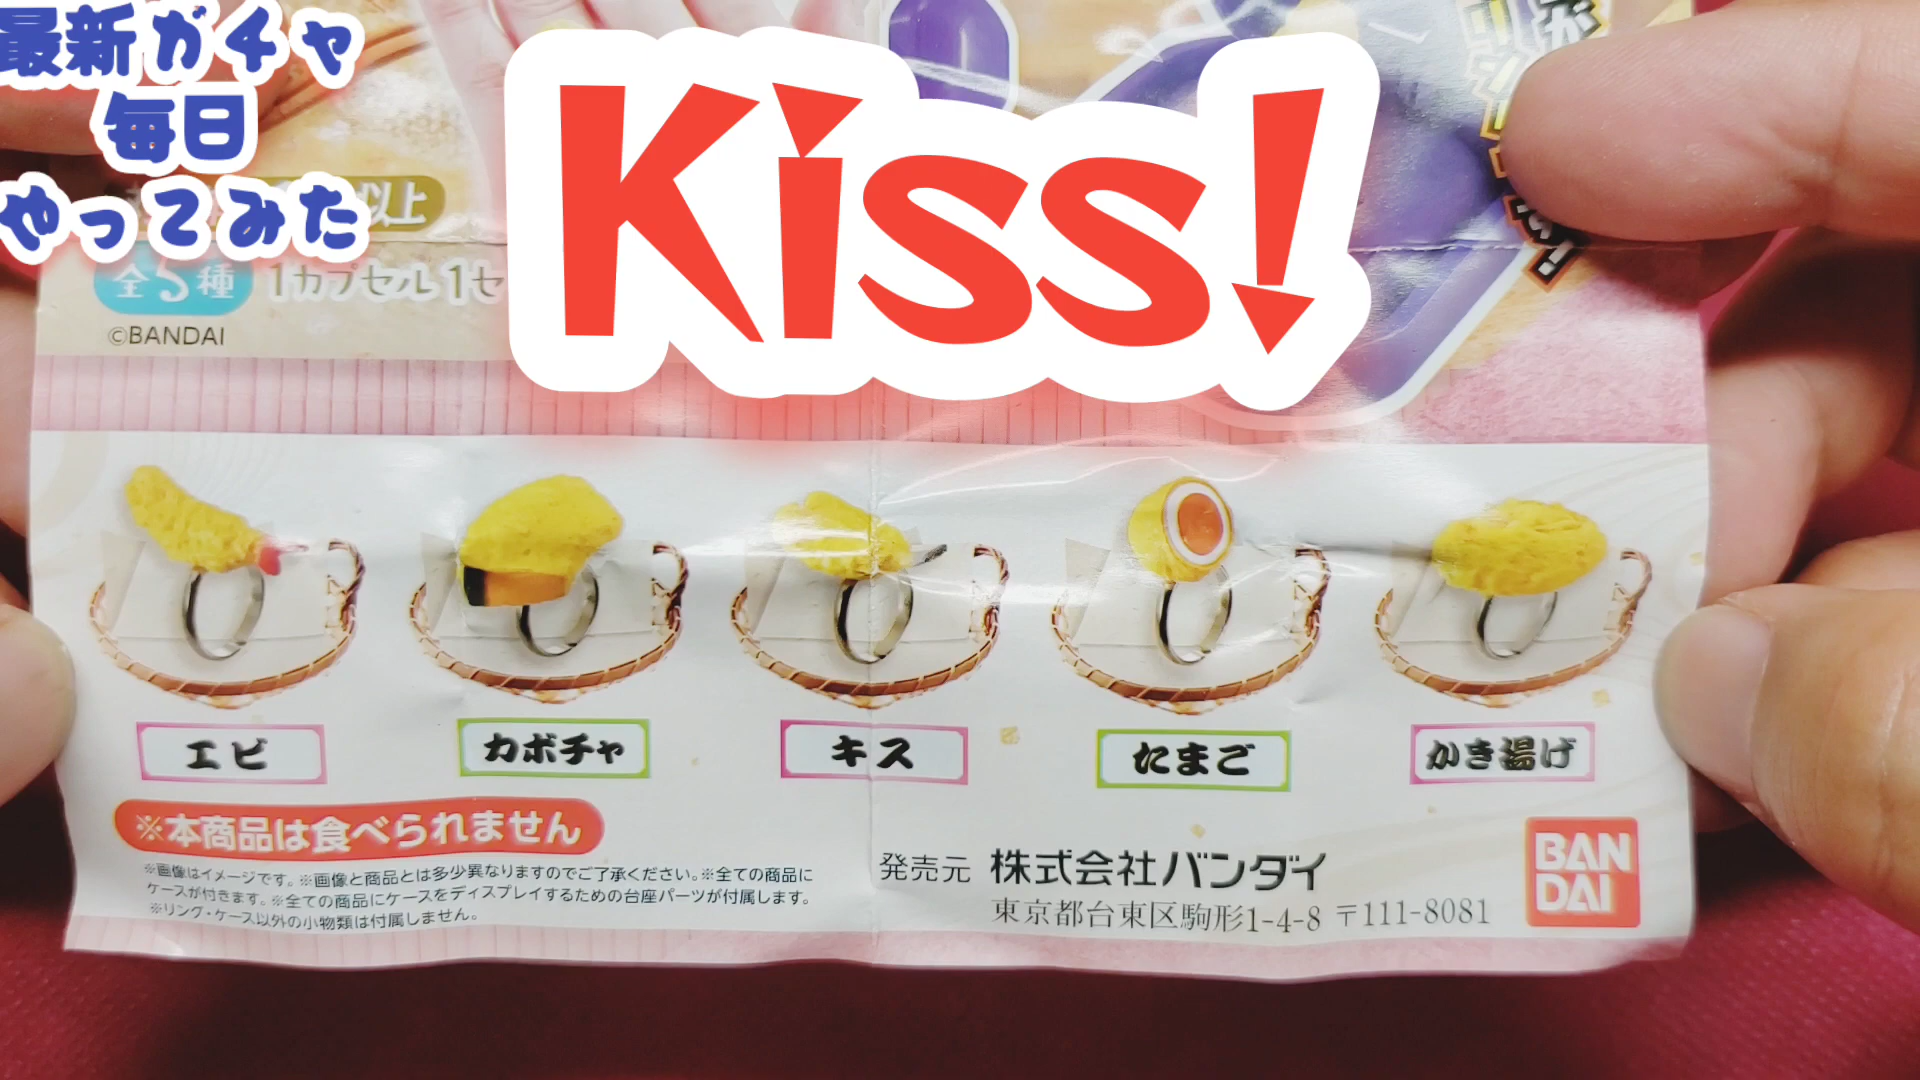 最新ガチャ
毎日
やってみた
Kiss!
以上
全5種 1カプセル1セ
©BANDAI
エビ
カボチャ
キス
たまご
かき揚げ
※本商品は食べられません
※画像はイメージです。※画像と商品とは多少異なりますのでご了承ください。※全ての商品に
ケースが付きます。※全ての商品にケースをディスプレイするための台座パーツが付属します。
※リング・ケース以外の小物類は付属しません。
発売元 株式会社バンダイ
東京都台東区駒形1-4-8 〒111-8081
BAN
DAI